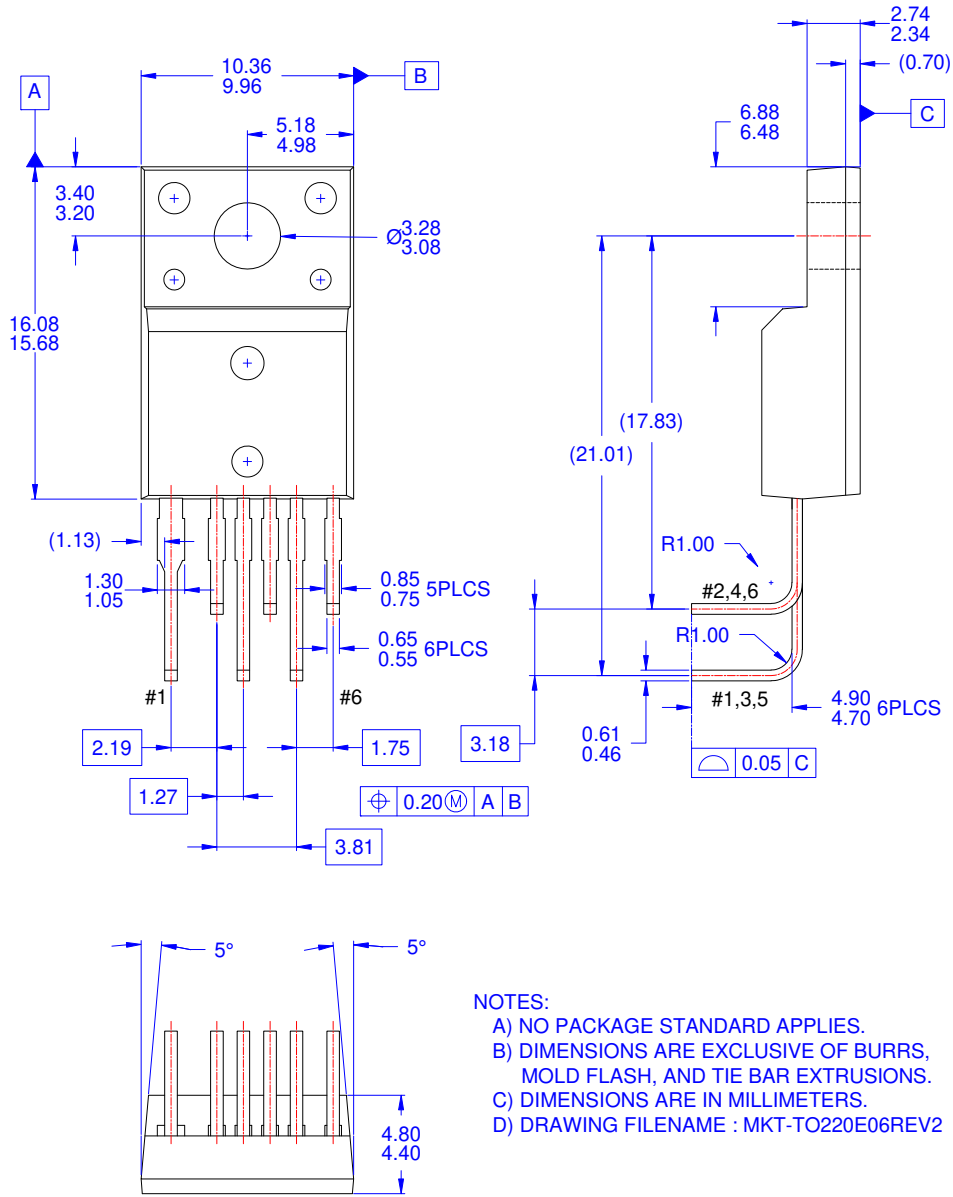 2.74
2.34
(0.70)
10.36
9.96
B
A
C
5.18
4.98
6.88
6.48
3.40
3.20
Ø3.28
3.08
16.08
15.68
(17.83)
(21.01)
(1.13)
R1.00
1.30
1.05
0.85
0.75 5PLCS
#2,4,6
0.65
0.55 6PLCS
R1.00
#1
#6
#1,3,5
4.90
4.70 6PLCS
2.19
1.75
3.18
0.61
0.46
⌓ 0.05 C
1.27
⌖ 0.20Ⓜ A B
3.81
5°
5°
4.80
4.40
NOTES:
A) NO PACKAGE STANDARD APPLIES.
B) DIMENSIONS ARE EXCLUSIVE OF BURRS,
MOLD FLASH, AND TIE BAR EXTRUSIONS.
C) DIMENSIONS ARE IN MILLIMETERS.
D) DRAWING FILENAME : MKT-TO220E06REV2